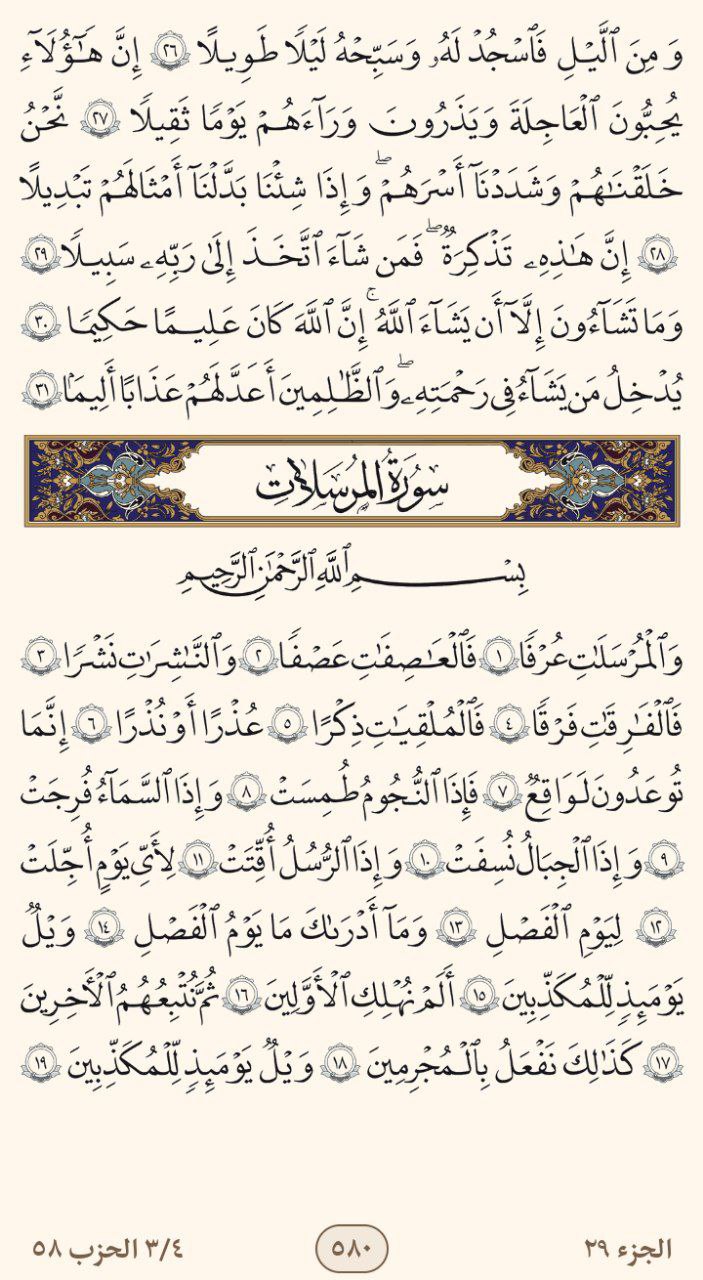 وَمِنَ ٱلَّيْلِ فَٱسْجُدْ لَهُۥ وَسَبِّحْهُ لَيْلًا طَوِيلًا ٢٦ إِنَّ هَٰٓؤُلَآءِ
يُحِبُّونَ ٱلْعَاجِلَةَ وَيَذَرُونَ وَرَآءَهُمْ يَوْمًا ثَقِيلًا ٢٧ نَّحْنُ
خَلَقْنَٰهُمْ وَشَدَدْنَآ أَسْرَهُمْ ۖ وَإِذَا شِئْنَا بَدَّلْنَآ أَمْثَٰلَهُمْ تَبْدِيلًا
٢٨ إِنَّ هَٰذِهِۦ تَذْكِرَةٌ ۖ فَمَن شَآءَ ٱتَّخَذَ إِلَىٰ رَبِّهِۦ سَبِيلًا ٢٩
وَمَا تَشَآءُونَ إِلَّآ أَن يَشَآءَ ٱللَّهُ ۚ إِنَّ ٱللَّهَ كَانَ عَلِيمًا حَكِيمًا ٣٠
يُدْخِلُ مَن يَشَآءُ فِى رَحْمَتِهِۦ ۚ وَٱلظَّٰلِمِينَ أَعَدَّ لَهُمْ عَذَابًا أَلِيمًۢا ٣١
سُورَةُ المُرۡسَلَاتِ
بِسْمِ ٱللَّهِ ٱلرَّحْمَٰنِ ٱلرَّحِيمِ
وَٱلْمُرْسَلَٰتِ عُرْفًا ١ فَٱلْعَٰصِفَٰتِ عَصْفًا ٢ وَٱلنَّٰشِرَٰتِ نَشْرًا ٣
فَٱلْفَٰرِقَٰتِ فَرْقًا ٤ فَٱلْمُلْقِيَٰتِ ذِكْرًا ٥ عُذْرًا أَوْ نُذْرًا ٦ إِنَّمَا
تُوعَدُونَ لَوَٰقِعٌ ٧ فَإِذَا ٱلنُّجُومُ طُمِسَتْ ٨ وَإِذَا ٱلسَّمَآءُ فُرِجَتْ
٩ وَإِذَا ٱلْجِبَالُ نُسِفَتْ ١٠ وَإِذَا ٱلرُّسُلُ أُقِّتَتْ ١١ لِأَىِّ يَوْمٍ أُجِّلَتْ
١٢ لِيَوْمِ ٱلْفَصْلِ ١٣ وَمَآ أَدْرَىٰكَ مَا يَوْمُ ٱلْفَصْلِ ١٤ وَيْلٌ
يَوْمَئِذٍ لِّلْمُكَذِّبِينَ ١٥ أَلَمْ نُهْلِكِ ٱلْأَوَّلِينَ ١٦ ثُمَّ نُتْبِعُهُمُ ٱلْأَخِرِينَ
١٧ كَذَٰلِكَ نَفْعَلُ بِٱلْمُجْرِمِينَ ١٨ وَيْلٌ يَوْمَئِذٍ لِّلْمُكَذِّبِينَ ١٩
الجزء ٢٩ ٥٨٠ ٣/٤ الحزب ٥٨